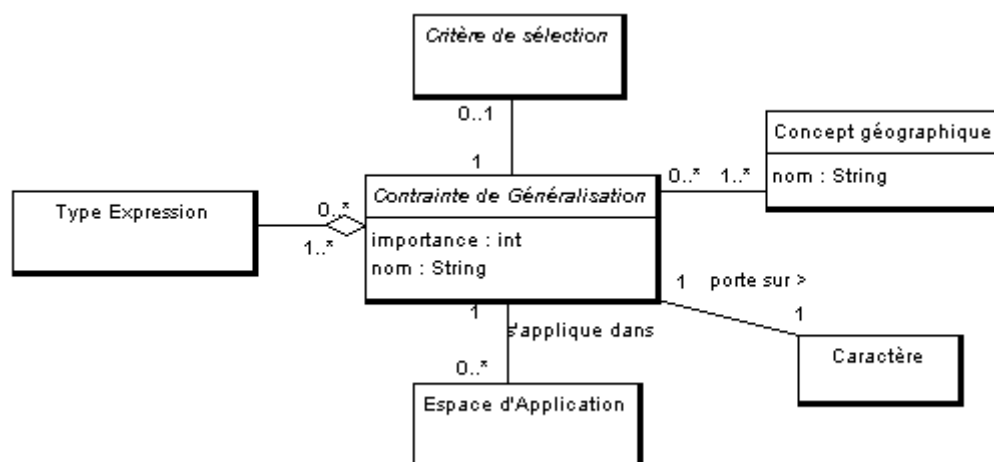 Critère de sélection
0..1
1
Concept géographique
nom : String
0..* 1..*
Contrainte de Généralisation
importance : int
nom : String
Type Expression
0..*
1..*
1 porte sur >
1
Caractère
1
s'applique dans
0..*
Espace d'Application